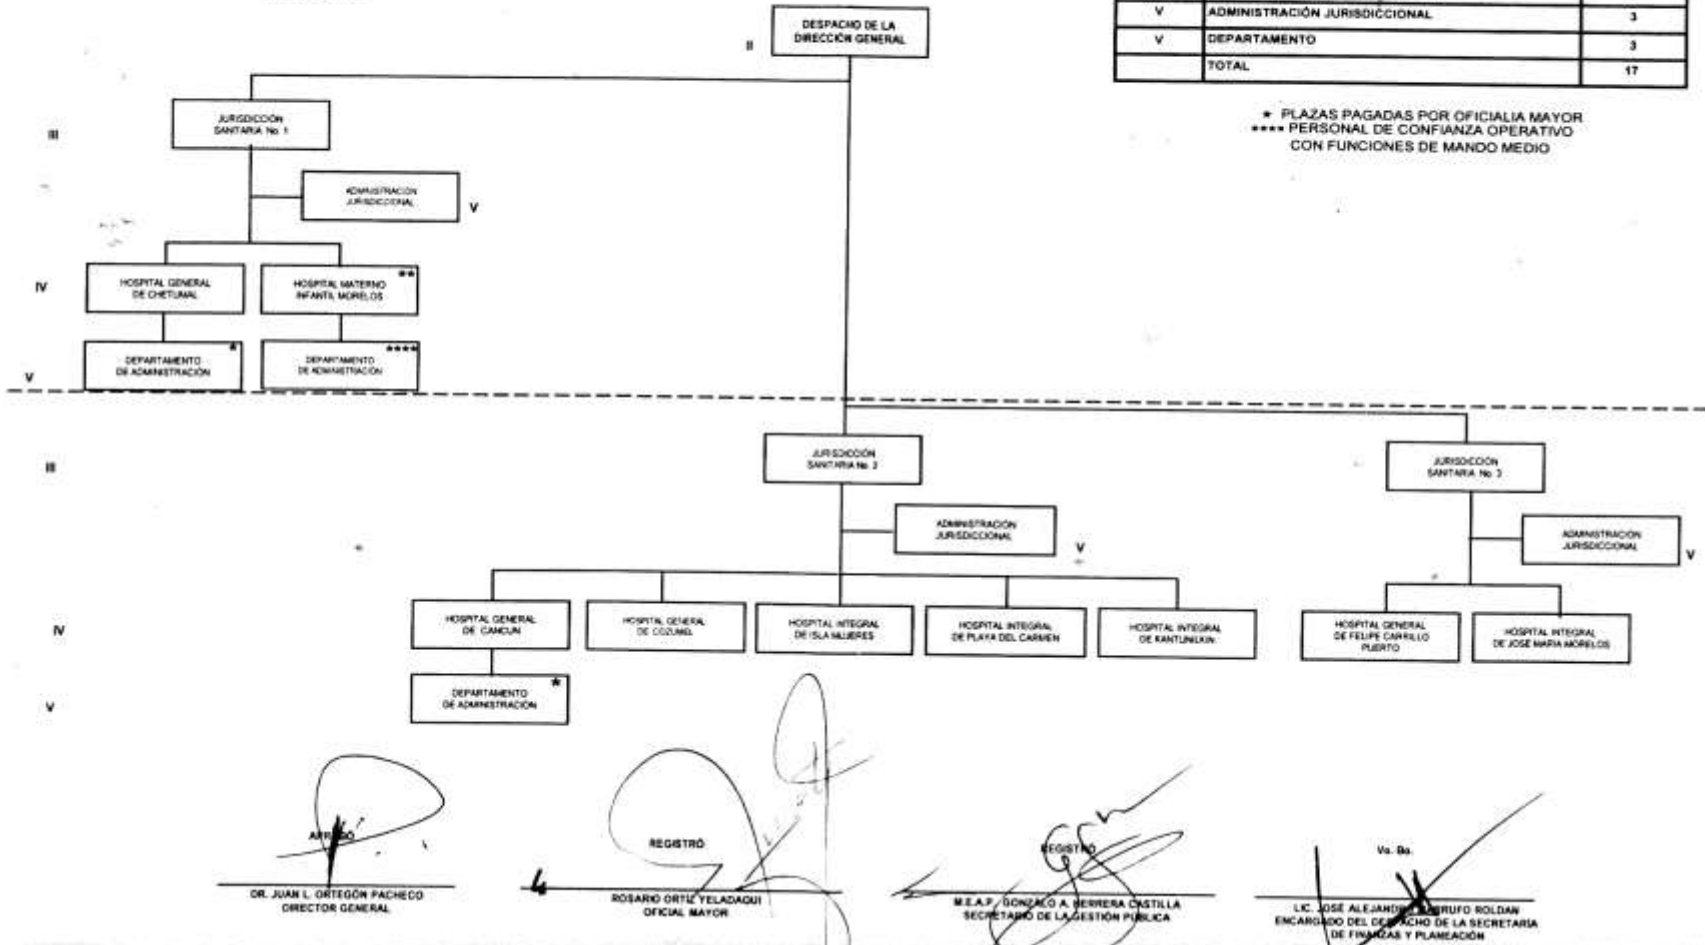 DESPACHO DE LA
DIRECCIÓN GENERAL
II
V ADMINISTRACIÓN JURISDICCIONAL 3
V DEPARTAMENTO 3
TOTAL 17
* PLAZAS PAGADAS POR OFICIALIA MAYOR
**** PERSONAL DE CONFIANZA OPERATIVO
CON FUNCIONES DE MANDO MEDIO
III
JURISDICCIÓN
SANITARIA No. 1
ADMINISTRACIÓN
JURISDICCIONAL
V
IV
HOSPITAL GENERAL
DE CHETUMAL
**
HOSPITAL MATERNO
INFANTIL MORELOS
V
*
DEPARTAMENTO
DE ADMINISTRACIÓN
****
DEPARTAMENTO
DE ADMINISTRACIÓN
III
JURISDICCIÓN
SANITARIA No. 2
JURISDICCIÓN
SANITARIA No. 3
ADMINISTRACIÓN
JURISDICCIONAL
V
ADMINISTRACIÓN
JURISDICCIONAL
V
IV
HOSPITAL GENERAL
DE CANCUN
HOSPITAL GENERAL
DE COZUMEL
HOSPITAL INTEGRAL
DE ISLA MUJERES
HOSPITAL INTEGRAL
DE PLAYA DEL CARMEN
HOSPITAL INTEGRAL
DE KANTUNILKIN
HOSPITAL GENERAL
DE FELIPE CARRILLO
PUERTO
HOSPITAL INTEGRAL
DE JOSE MARIA MORELOS
V
*
DEPARTAMENTO
DE ADMINISTRACIÓN
DR. JUAN L. ORTEGÓN PACHECO
DIRECTOR GENERAL
REGISTRÓ
ROSARIO ORTIZ YELADAQUI
OFICIAL MAYOR
REGISTRÓ
M.E.A.P. GONZALO A. HERRERA CASTILLA
SECRETARIO DE LA GESTIÓN PÚBLICA
Vo. Bo.
LIC. JOSÉ ALEJANDRO MARRUFO ROLDAN
ENCARGADO DEL DESPACHO DE LA SECRETARÍA
DE FINANZAS Y PLANEACIÓN